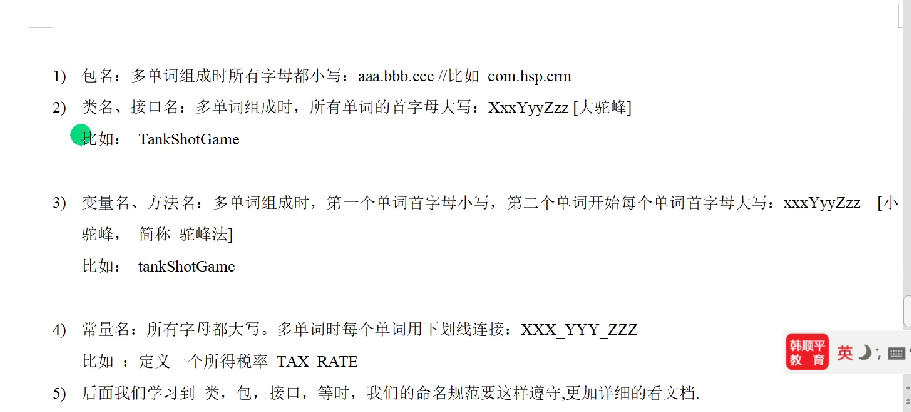 1) 包名：多单词组成时所有字母都小写：aaa.bbb.ccc //比如 com.hsp.crm
2) 类名、接口名：多单词组成时，所有单词的首字母大写：XxxYyyZzz [大驼峰]
比如： TankShotGame
3) 变量名、方法名：多单词组成时，第一个单词首字母小写，第二个单词开始每个单词首字母大写：xxxYyyZzz [小
驼峰， 简称 驼峰法]
比如： tankShotGame
4) 常量名：所有字母都大写。多单词时每个单词用下划线连接：XXX_YYY_ZZZ
比如 ：定义一个所得税率 TAX_RATE
5) 后面我们学习到 类，包，接口，等时，我们的命名规范要这样遵守,更加详细的看文档.
韩顺平
教 育
英